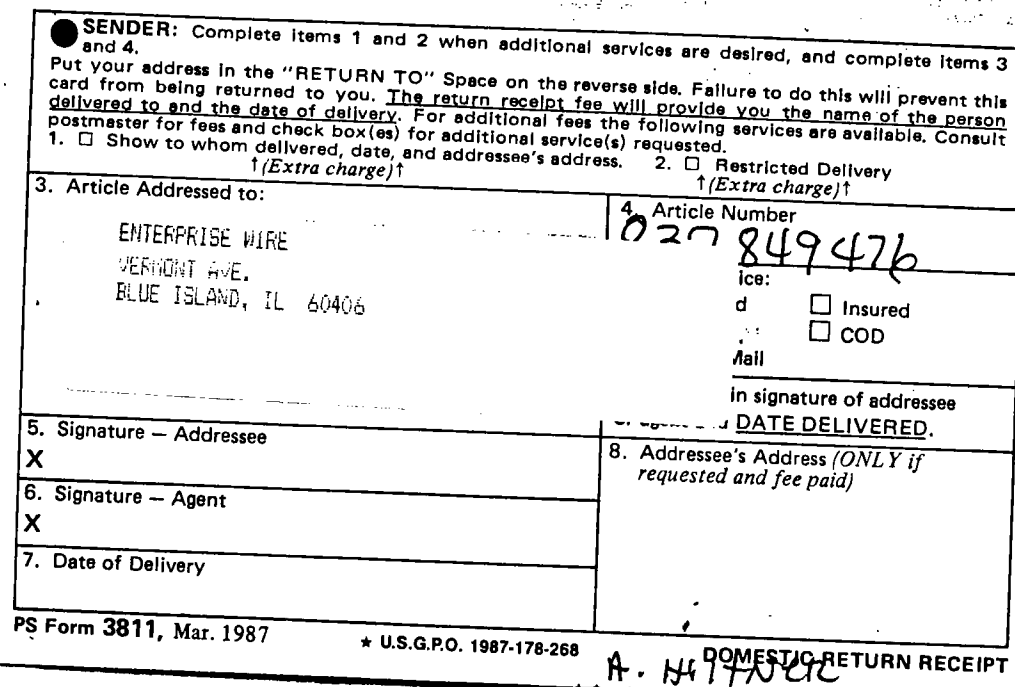 SENDER: Complete items 1 and 2 when additional services are desired, and complete items 3
and 4.
Put your address in the "RETURN TO" Space on the reverse side. Failure to do this will prevent this
card from being returned to you. The return receipt fee will provide you the name of the person
delivered to and the date of delivery. For additional fees the following services are available. Consult
postmaster for fees and check box(es) for additional service(s) requested.
1. ☐ Show to whom delivered, date, and addressee's address. 2. ☐ Restricted Delivery
↑(Extra charge)↑ ↑(Extra charge)↑
3. Article Addressed to:
ENTERPRISE WIRE
VERMONT AVE.
BLUE ISLAND, IL 60406
4. Article Number
027 849476
ice:
d ☐ Insured
☐ COD
Mail
in signature of addressee
DATE DELIVERED.
5. Signature — Addressee
X
6. Signature — Agent
X
7. Date of Delivery
8. Addressee's Address (ONLY if
requested and fee paid)
PS Form 3811, Mar. 1987 ★ U.S.G.P.O. 1987-178-268 DOMESTIC RETURN RECEIPT
A.